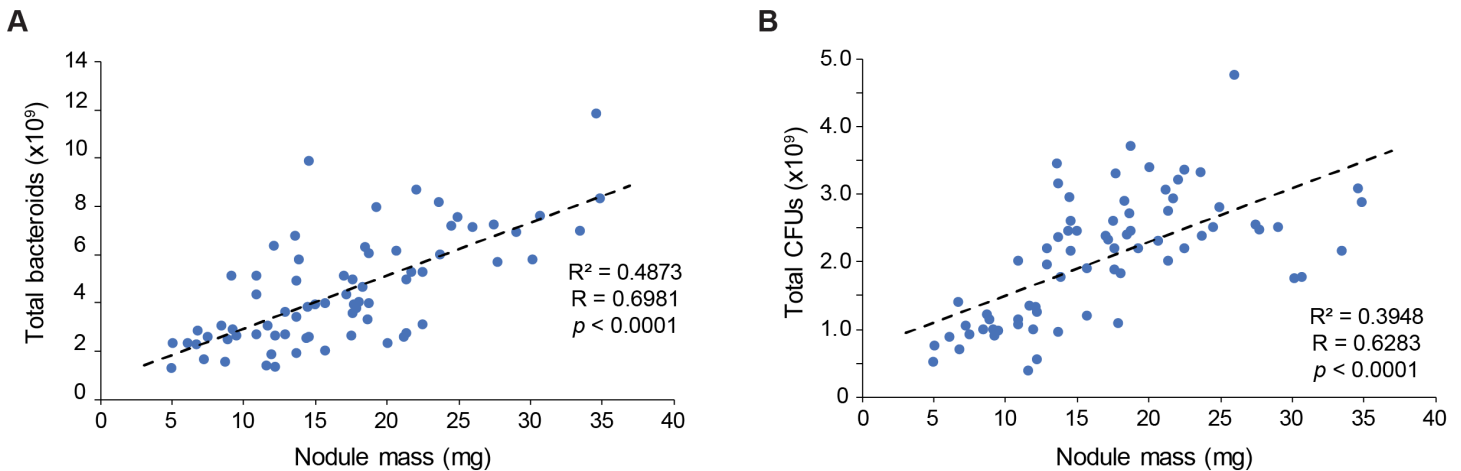 A
Total bacteroids (x10⁹)
14
12
10
8
6
4
2
0
0 5 10 15 20 25 30 35 40
Nodule mass (mg)
R² = 0.4873
R = 0.6981
p < 0.0001
B
Total CFUs (x10⁹)
5.0
4.0
3.0
2.0
1.0
0
0 5 10 15 20 25 30 35 40
Nodule mass (mg)
R² = 0.3948
R = 0.6283
p < 0.0001